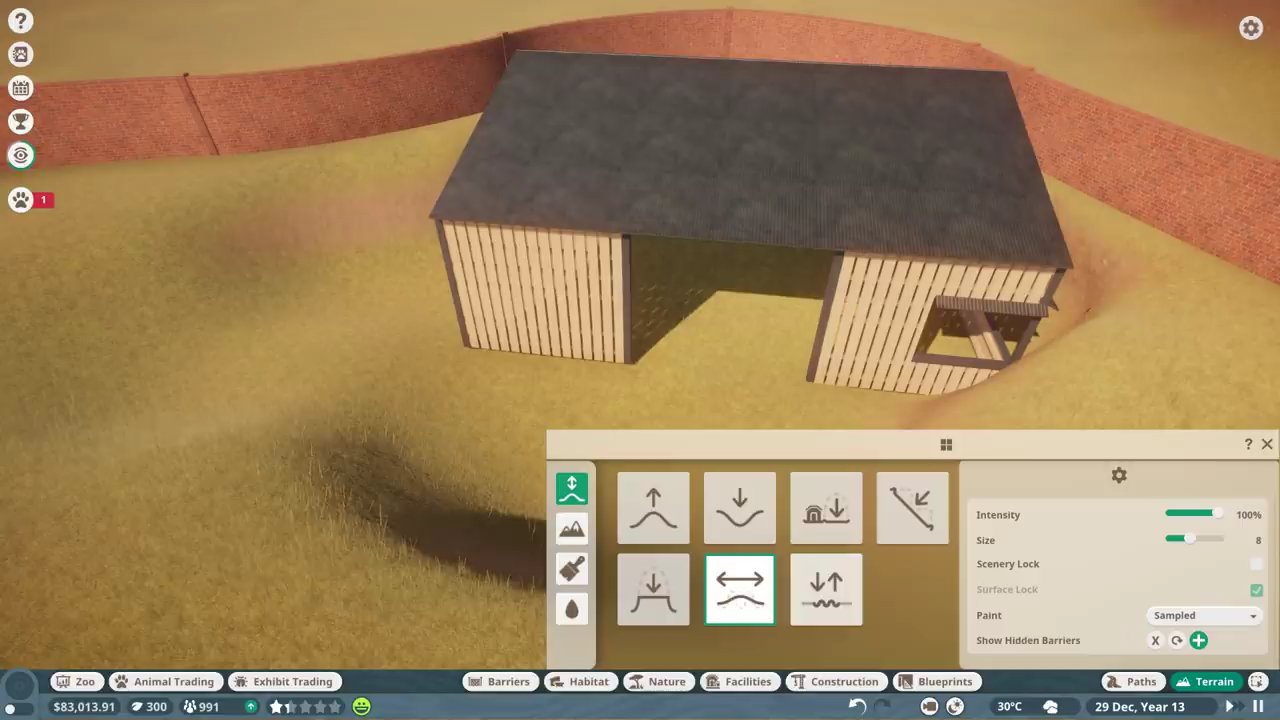 1
?
Intensity 100%
Size 8
Scenery Lock
Surface Lock
Paint Sampled
Show Hidden Barriers X
Zoo Animal Trading Exhibit Trading Barriers Habitat Nature Facilities Construction Blueprints Paths Terrain
$83,013.91 300 991 30°C 29 Dec, Year 13